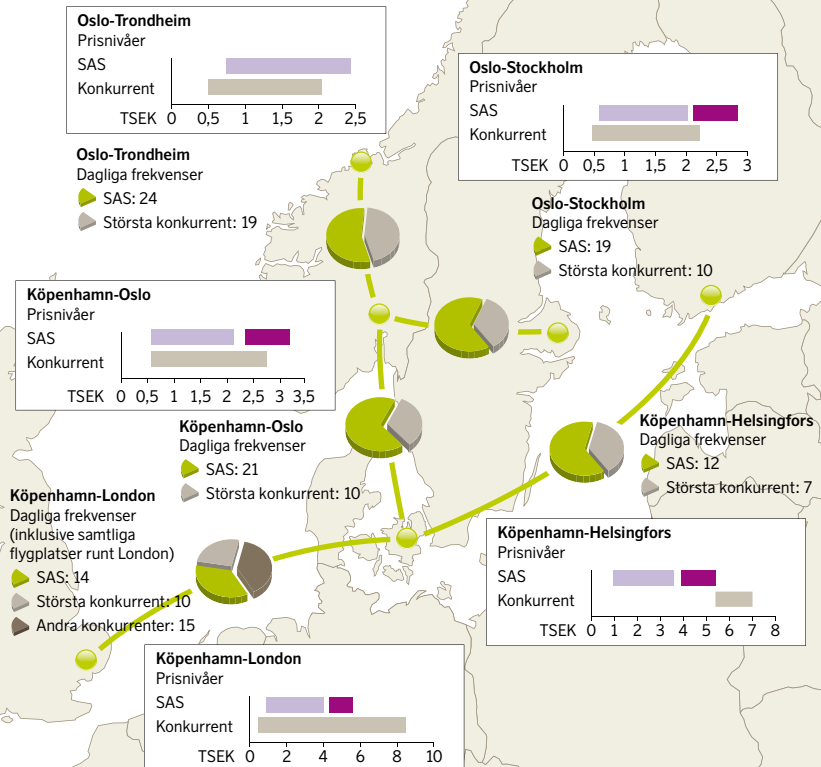 Oslo-Trondheim
Prisnivåer
SAS
Konkurrent
TSEK 0 0,5 1 1,5 2 2,5
Oslo-Stockholm
Prisnivåer
SAS
Konkurrent
TSEK 0 0,5 1 1,5 2 2,5 3
Oslo-Trondheim
Dagliga frekvenser
SAS: 24
Största konkurrent: 19
Oslo-Stockholm
Dagliga frekvenser
SAS: 19
Största konkurrent: 10
Köpenhamn-Oslo
Prisnivåer
SAS
Konkurrent
TSEK 0 0,5 1 1,5 2 2,5 3 3,5
Köpenhamn-Oslo
Dagliga frekvenser
SAS: 21
Största konkurrent: 10
Köpenhamn-Helsingfors
Dagliga frekvenser
SAS: 12
Största konkurrent: 7
Köpenhamn-London
Dagliga frekvenser
(inklusive samtliga
flygplatser runt London)
SAS: 14
Största konkurrent: 10
Andra konkurrenter: 15
Köpenhamn-Helsingfors
Prisnivåer
SAS
Konkurrent
TSEK 0 1 2 3 4 5 6 7 8
Köpenhamn-London
Prisnivåer
SAS
Konkurrent
TSEK 0 2 4 6 8 10